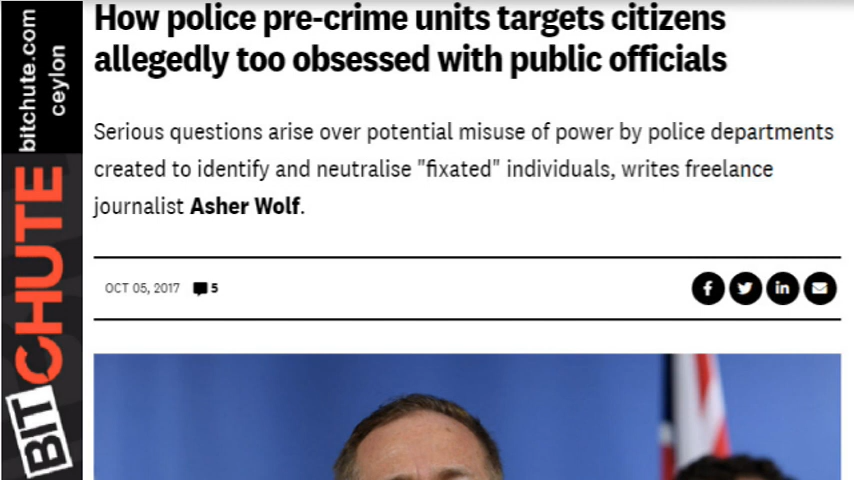 How police pre-crime units targets citizens
allegedly too obsessed with public officials
Serious questions arise over potential misuse of power by police departments
created to identify and neutralise "fixated" individuals, writes freelance
journalist Asher Wolf.
OCT 05, 2017 5
bitchute.com
ceylon
BITCHUTE